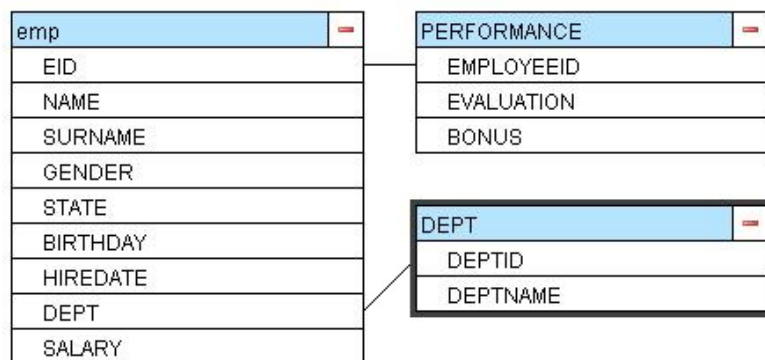 emp
EID
NAME
SURNAME
GENDER
STATE
BIRTHDAY
HIREDATE
DEPT
SALARY
PERFORMANCE
EMPLOYEEID
EVALUATION
BONUS
DEPT
DEPTID
DEPTNAME